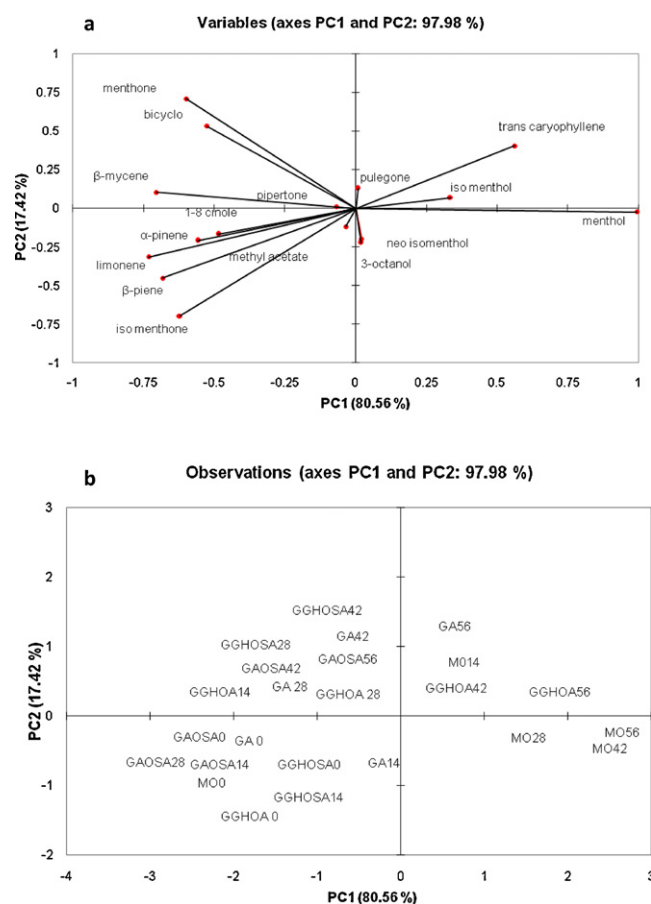 a
Variables (axes PC1 and PC2: 97.98 %)
1
menthone
0.75
bicyclo
0.5
trans caryophyllene
0.25
β-mycene
pulegone
iso menthol
pipertone
0
1-8 cmole
menthol
α-pinene
neo isomenthol
-0.25
limonene
methyl acetate
3-octanol
β-piene
-0.5
iso menthone
-0.75
-1
PC2 (17.42 %)
-1 -0.75 -0.5 -0.25 0 0.25 0.5 0.75 1
PC1 (80.56 %)
b
Observations (axes PC1 and PC2: 97.98 %)
3
2
GGHOSA42
GA56
GA42
GGHOSA28
1
GAOSA56
M014
GAOSA42
GA 28
GGHOA14
GGHOA 28
GGHOA42
GGHOA56
0
GAOSA0
GA 0
MO28
MO56
MO42
GAOSA28
GAOSA14
GGHOSA0
GA14
MO0
-1
GGHOSA14
GGHOA 0
-2
PC2 (17.42 %)
-4 -3 -2 -1 0 1 2 3
PC1 (80.56 %)